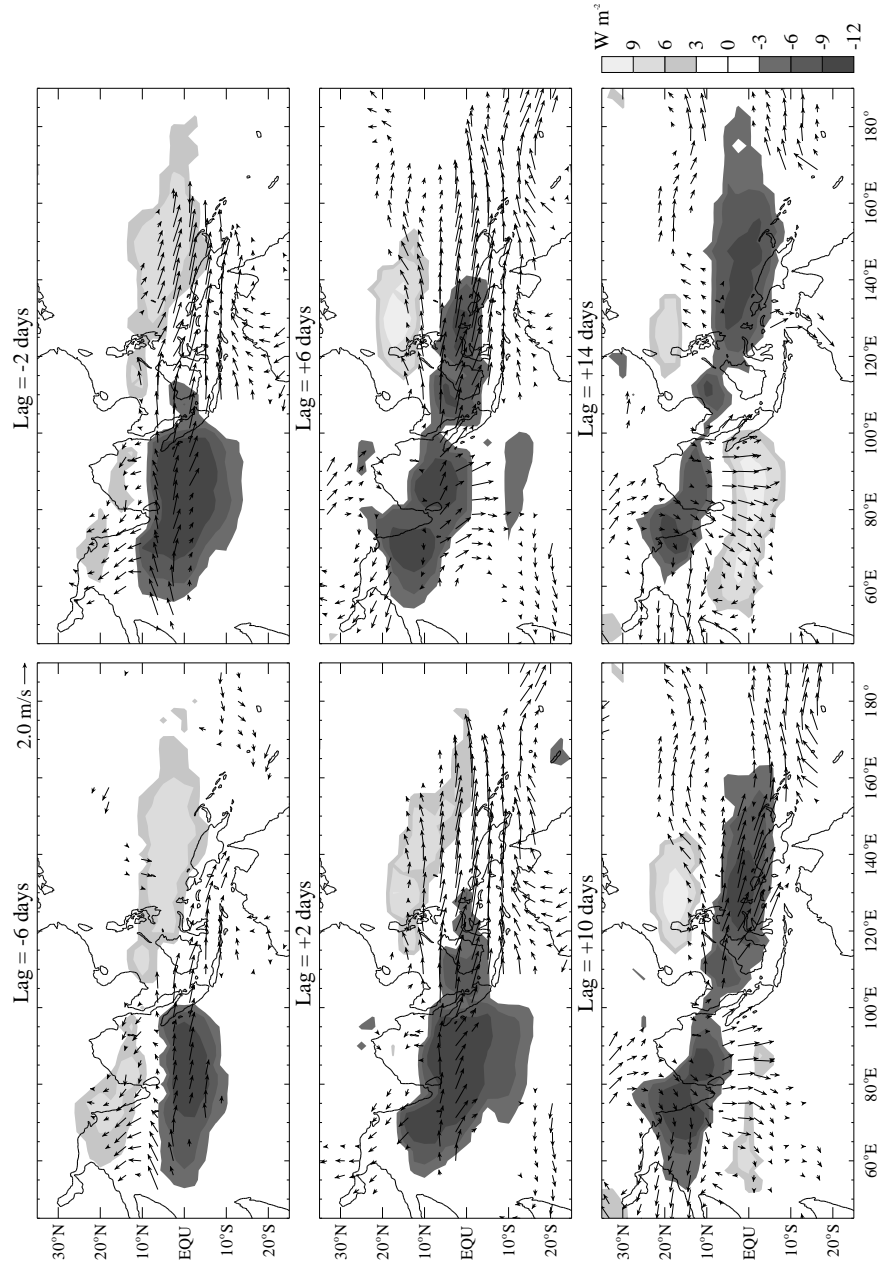 2.0 m/s
Lag = -6 days
Lag = -2 days
30°N
20°N
10°N
EQU
10°S
20°S
Lag = +2 days
Lag = +6 days
30°N
20°N
10°N
EQU
10°S
20°S
Lag = +10 days
Lag = +14 days
30°N
20°N
10°N
EQU
10°S
20°S
60°E 80°E 100°E 120°E 140°E 160°E 180°
60°E 80°E 100°E 120°E 140°E 160°E 180°
W m⁻²
9
6
3
0
-3
-6
-9
-12